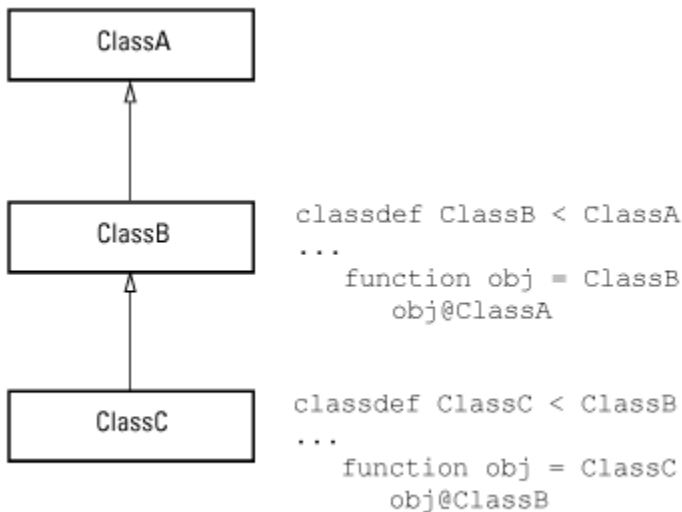 ClassA
ClassB
classdef ClassB < ClassA
...
function obj = ClassB
obj@ClassA
ClassC
classdef ClassC < ClassB
...
function obj = ClassC
obj@ClassB